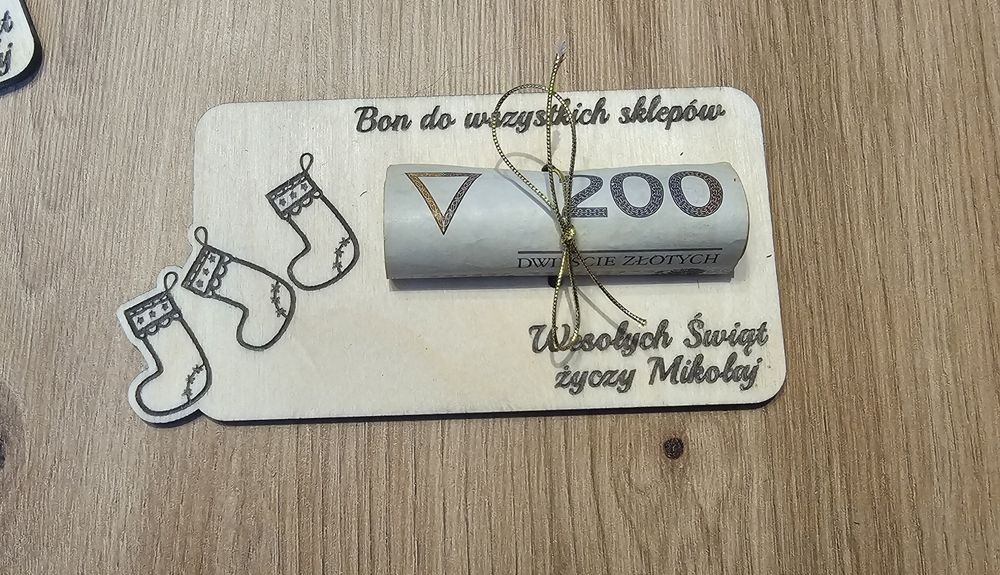 Bon do wszystkich sklepów
200
DWIEŚCIE ZŁOTYCH
Wesołych Świąt
życzy Mikołaj